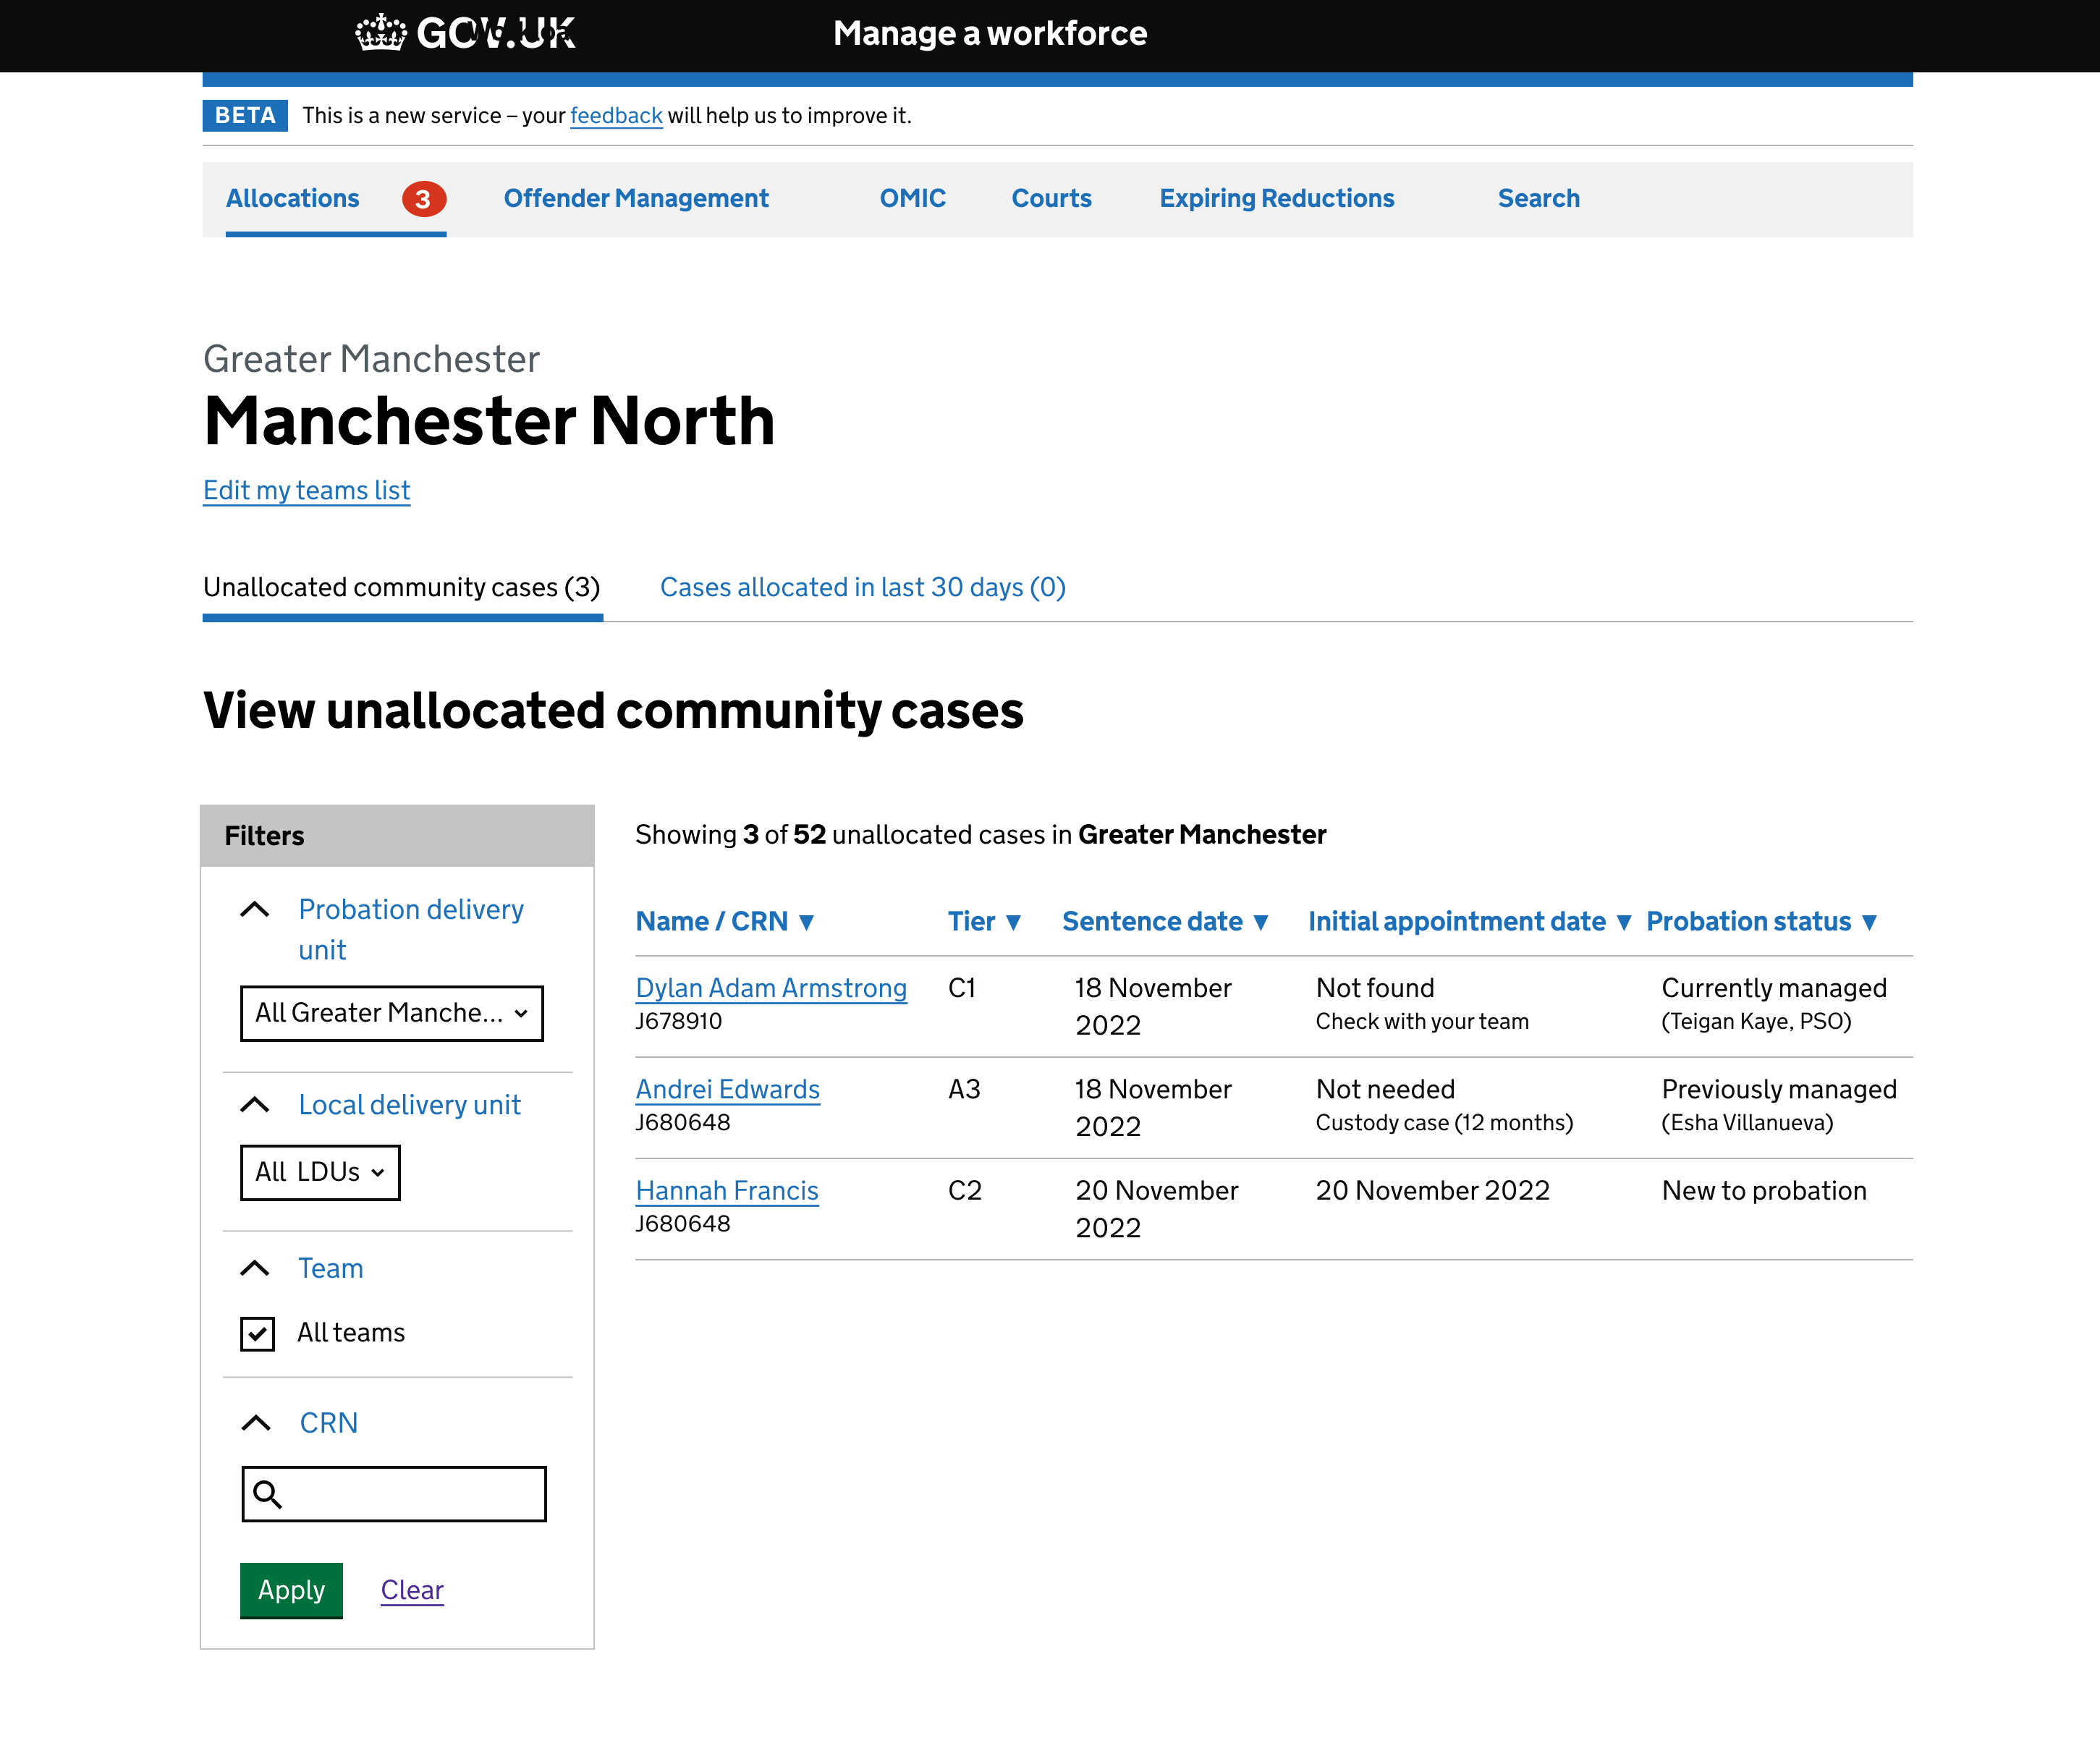 GOV.UK
Manage a workforce
BETA This is a new service – your feedback will help us to improve it.
Allocations 3 Offender Management OMIC Courts Expiring Reductions Search
Greater Manchester
Manchester North
Edit my teams list
Unallocated community cases (3) Cases allocated in last 30 days (0)
View unallocated community cases
Filters
Probation delivery
unit
All Greater Manche...
Local delivery unit
All LDUs
Team
All teams
CRN
Apply Clear
Showing 3 of 52 unallocated cases in Greater Manchester
Name / CRN ▼ Tier ▼ Sentence date ▼ Initial appointment date ▼ Probation status ▼
Dylan Adam Armstrong C1 18 November Not found Currently managed
J678910 2022 Check with your team (Teigan Kaye, PSO)
Andrei Edwards A3 18 November Not needed Previously managed
J680648 2022 Custody case (12 months) (Esha Villanueva)
Hannah Francis C2 20 November 20 November 2022 New to probation
J680648 2022